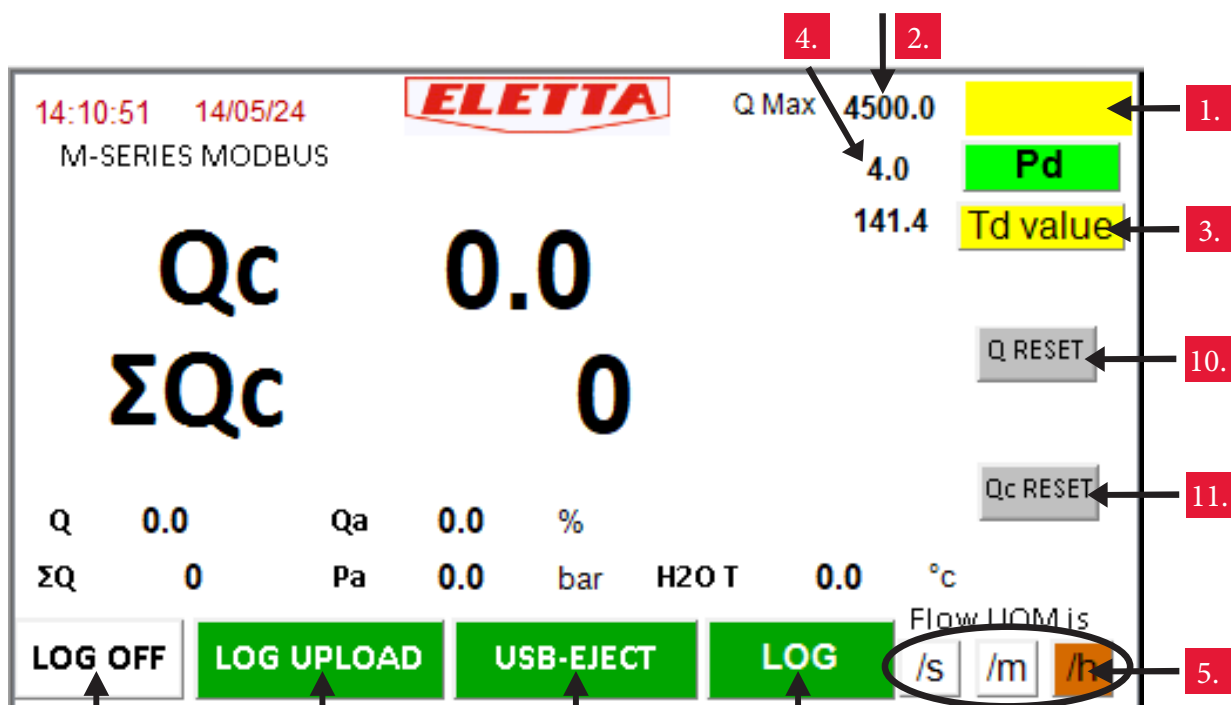 4. 2.
14:10:51 14/05/24 ELETTA Q Max 4500.0 1.
M-SERIES MODBUS 4.0 Pd
141.4 Td value 3.
Qc 0.0
Q RESET 10.
ΣQc 0
Qc RESET 11.
Q 0.0 Qa 0.0 %
ΣQ 0 Pa 0.0 bar H2O T 0.0 °c
Flow UOM is
LOG OFF LOG UPLOAD USB-EJECT LOG /s /m /h 5.